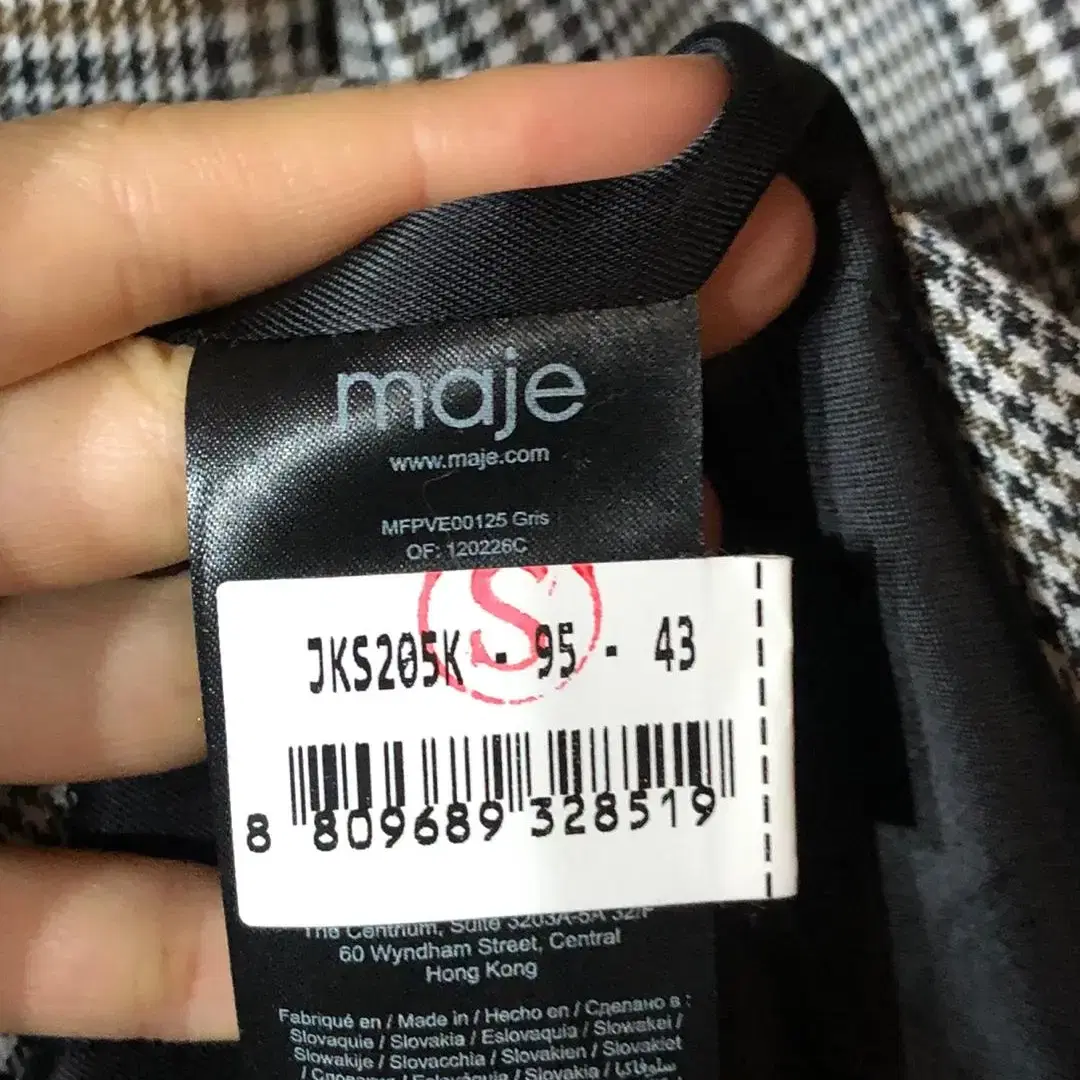 maje
www.maje.com
MFPVE00125 Gris
OF: 120226C
S
JKS205K - 95 - 43
8 809689 328519
The Centrium, Suite 3203A-5A 32/F
60 Wyndham Street, Central
Hong Kong
Fabriqué en / Made in / Hecho en / Сделано в :
Slovaquie / Slovakia / Eslovaquia / Slowakei /
Slowakije / Slovacchia / Slovakien / Slovakiet
Eslováquia / Slovakia /